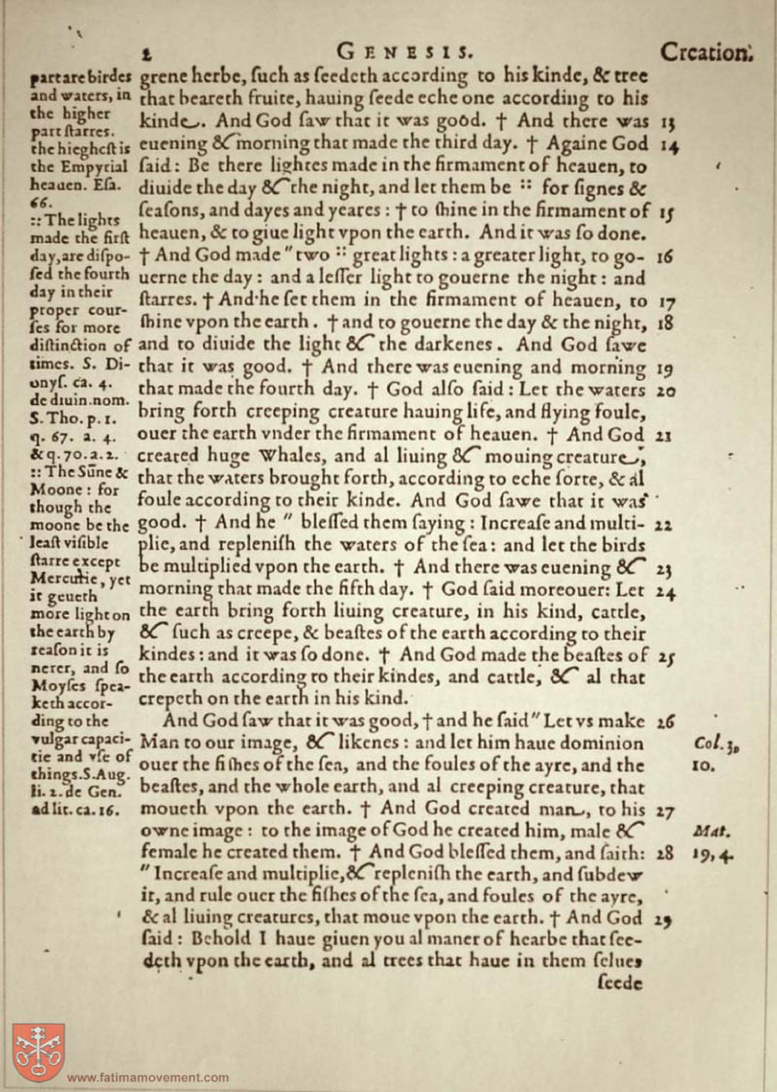 2 GENESIS. Creation.
part are birdes
and waters, in
the higher
part starres.
the hieghest is
the Empyrial
heauen. Esa.
66.
:: The lights
made the first
day, are dispo-
sed the fourth
day in their
proper cour-
ses for more
distinction of
times. S. Di-
onys. ca. 4.
de diuin. nom.
S. Tho. p. 1.
q. 67. a. 4.
& q. 70. a. 2.
:: The Sūne &
Moone : for
though the
moone be the
least visible
starre except
Mercurie, yet
it geueth
more light on
the earth by
reason it is
nerer, and so
Moyses spea-
keth accor-
ding to the
vulgar capaci-
tie and vse of
things. S. Aug.
li. 2. de Gen.
ad lit. ca. 16.
grene herbe, such as seedeth according to his kinde, & tree
that beareth fruite, hauing seede eche one according to his
kinde. And God saw that it was good. † And there was 13
euening & morning that made the third day. † Againe God 14
said : Be there lightes made in the firmament of heauen, to
diuide the day & the night, and let them be :: for signes &
seasons, and dayes and yeares : † to shine in the firmament of 15
heauen, & to giue light vpon the earth. And it was so done.
† And God made " two :: great lights : a greater light, to go- 16
uerne the day : and a lesser light to gouerne the night : and
starres. † And he set them in the firmament of heauen, to 17
shine vpon the earth. † and to gouerne the day & the night, 18
and to diuide the light & the darkenes. And God sawe
that it was good. † And there was euening and morning 19
that made the fourth day. † God also said : Let the waters 20
bring forth creeping creature hauing life, and flying foule,
ouer the earth vnder the firmament of heauen. † And God 21
created huge Whales, and al liuing & mouing creature,
that the waters brought forth, according to eche sorte, & al
foule according to their kinde. And God sawe that it was
good. † And he " blessed them saying : Increase and multi- 22
plie, and replenish the waters of the sea : and let the birds
be multiplied vpon the earth. † And there was euening & 23
morning that made the fifth day. † God said moreouer: Let 24
the earth bring forth liuing creature, in his kind, cattle,
& such as creepe, & beastes of the earth according to their
kindes : and it was so done. † And God made the beastes of 25
the earth according to their kindes, and cattle, & al that
crepeth on the earth in his kind.
And God saw that it was good, † and he said " Let vs make 26
Man to our image, & likenes : and let him haue dominion
ouer the fishes of the sea, and the foules of the ayre, and the
beastes, and the whole earth, and al creeping creature, that
moueth vpon the earth. † And God created man, to his 27
owne image : to the image of God he created him, male &
female he created them. † And God blessed them, and saith: 28
" Increase and multiplie, & replenish the earth, and subdew
it, and rule ouer the fishes of the sea, and foules of the ayre,
& al liuing creatures, that moue vpon the earth. † And God 29
said : Behold I haue giuen you al maner of hearbe that see-
deth vpon the earth, and al trees that haue in them selues
seede
Col. 3,
10.
Mat.
19, 4.
www.fatimamovement.com